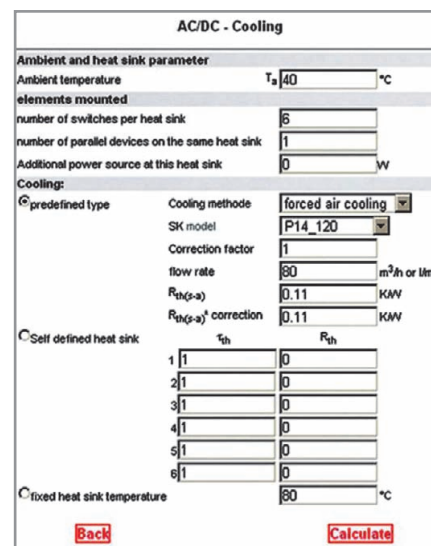 AC/DC - Cooling
Ambient and heat sink parameter
Ambient temperature Ta 40 °C
elements mounted
number of switches per heat sink 6
number of parallel devices on the same heat sink 1
Additional power source at this heat sink 0 W
Cooling:
predefined type Cooling methode forced air cooling
SK model P14_120
Correction factor 1
flow rate 80 m³/h or l/m
Rth(s-a) 0.11 K/W
Rth(s-a)* correction 0.11 K/W
Self defined heat sink τth Rth
1 1 0
2 1 0
3 1 0
4 1 0
5 1 0
6 1 0
fixed heat sink temperature 80 °C
Back Calculate